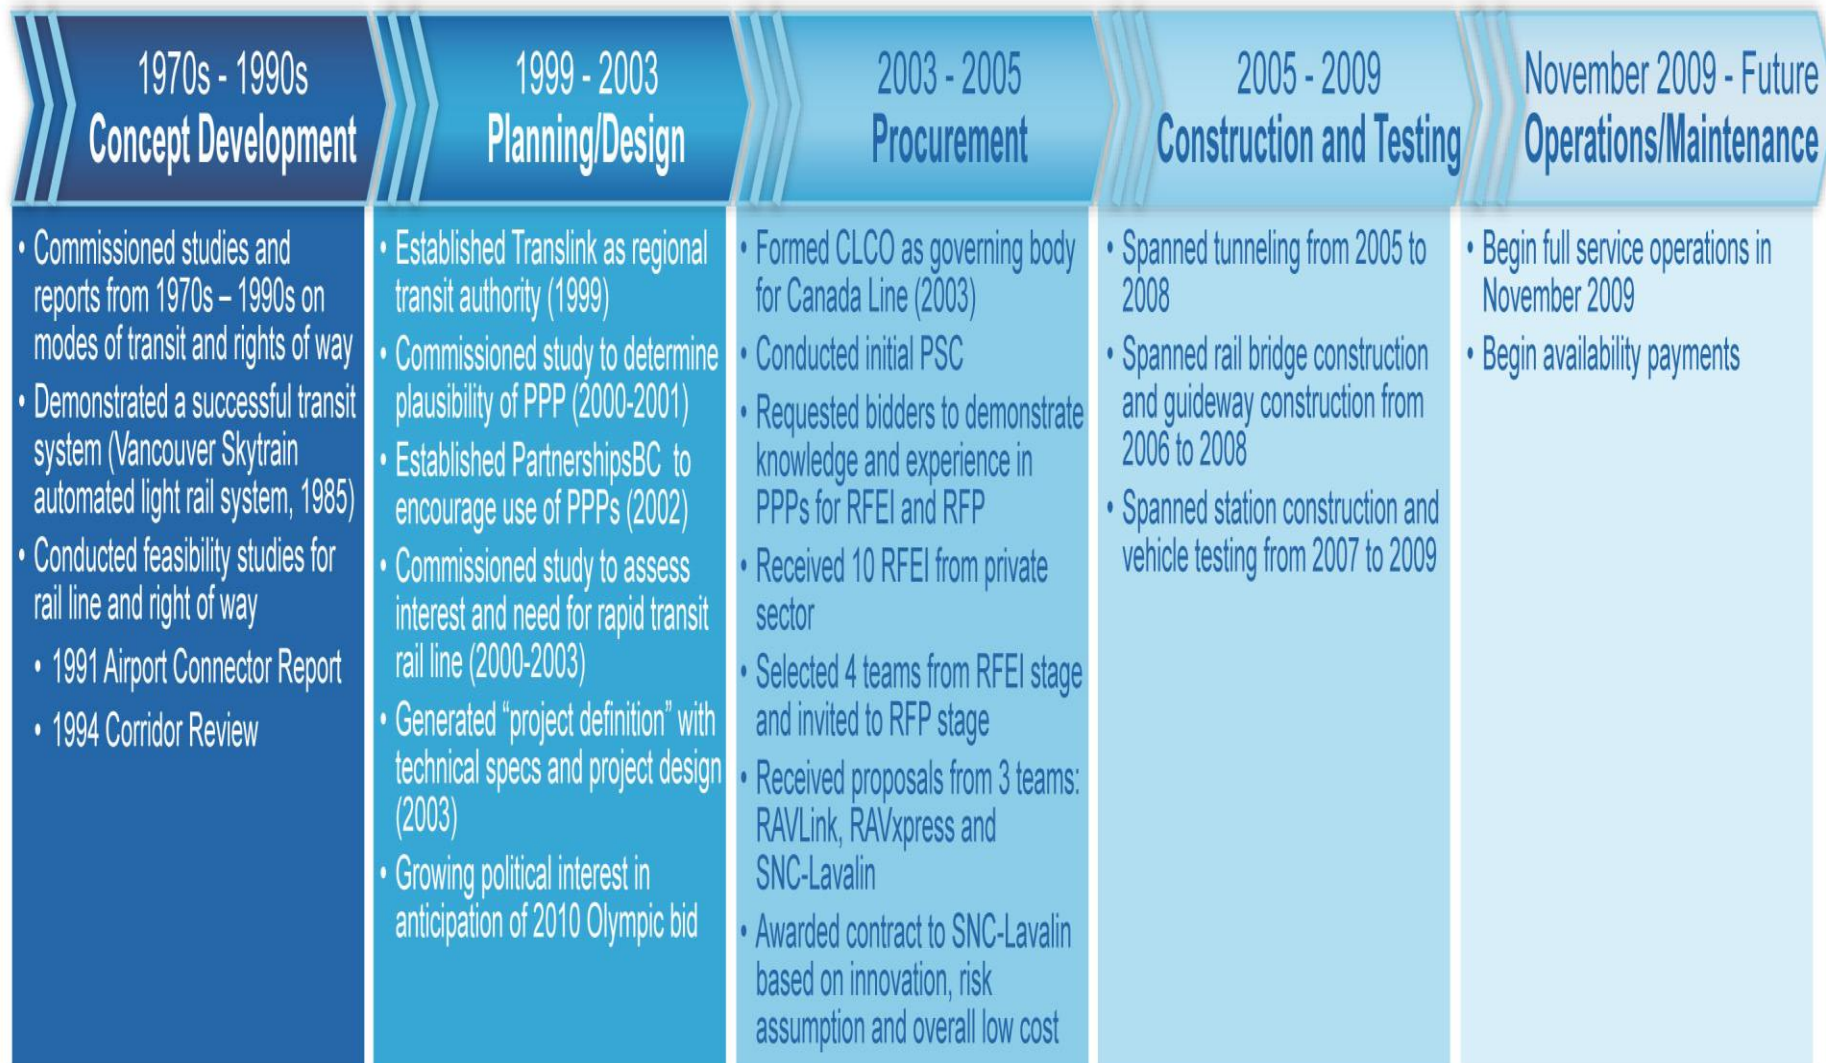 1970s - 1990s
Concept Development
• Commissioned studies and
reports from 1970s – 1990s on
modes of transit and rights of way
• Demonstrated a successful transit
system (Vancouver Skytrain
automated light rail system, 1985)
• Conducted feasibility studies for
rail line and right of way
• 1991 Airport Connector Report
• 1994 Corridor Review
1999 - 2003
Planning/Design
• Established Translink as regional
transit authority (1999)
• Commissioned study to determine
plausibility of PPP (2000-2001)
• Established PartnershipsBC to
encourage use of PPPs (2002)
• Commissioned study to assess
interest and need for rapid transit
rail line (2000-2003)
• Generated “project definition” with
technical specs and project design
(2003)
• Growing political interest in
anticipation of 2010 Olympic bid
2003 - 2005
Procurement
• Formed CLCO as governing body
for Canada Line (2003)
• Conducted initial PSC
• Requested bidders to demonstrate
knowledge and experience in
PPPs for RFEI and RFP
• Received 10 RFEI from private
sector
• Selected 4 teams from RFEI stage
and invited to RFP stage
• Received proposals from 3 teams:
RAVLink, RAVxpress and
SNC-Lavalin
• Awarded contract to SNC-Lavalin
based on innovation, risk
assumption and overall low cost
2005 - 2009
Construction and Testing
• Spanned tunneling from 2005 to
2008
• Spanned rail bridge construction
and guideway construction from
2006 to 2008
• Spanned station construction and
vehicle testing from 2007 to 2009
November 2009 - Future
Operations/Maintenance
• Begin full service operations in
November 2009
• Begin availability payments